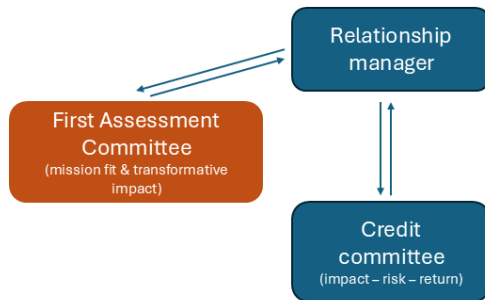 Relationship
manager
First Assessment
Committee
(mission fit & transformative
impact)
Credit
committee
(impact – risk – return)